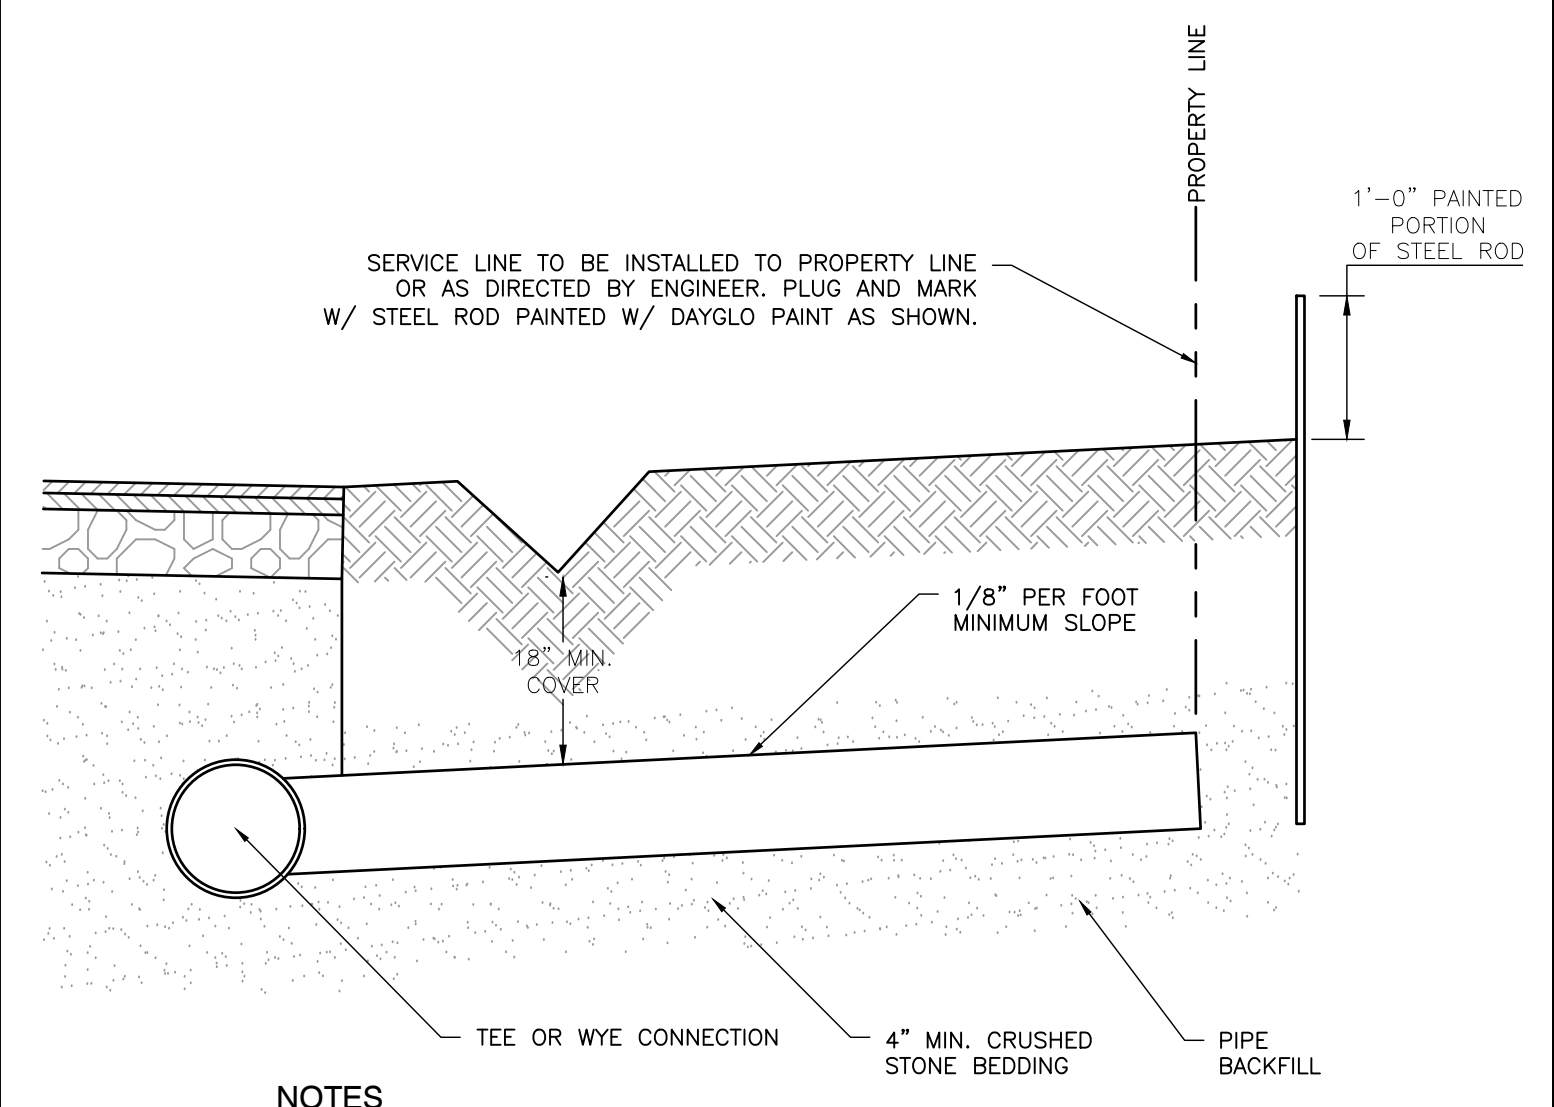 PROPERTY LINE
1'-0" PAINTED
PORTION
OF STEEL ROD
SERVICE LINE TO BE INSTALLED TO PROPERTY LINE
OR AS DIRECTED BY ENGINEER. PLUG AND MARK
W/ STEEL ROD PAINTED W/ DAYGLO PAINT AS SHOWN.
1/8" PER FOOT
MINIMUM SLOPE
18" MIN.
COVER
TEE OR WYE CONNECTION
4" MIN. CRUSHED
STONE BEDDING
PIPE
BACKFILL
NOTES